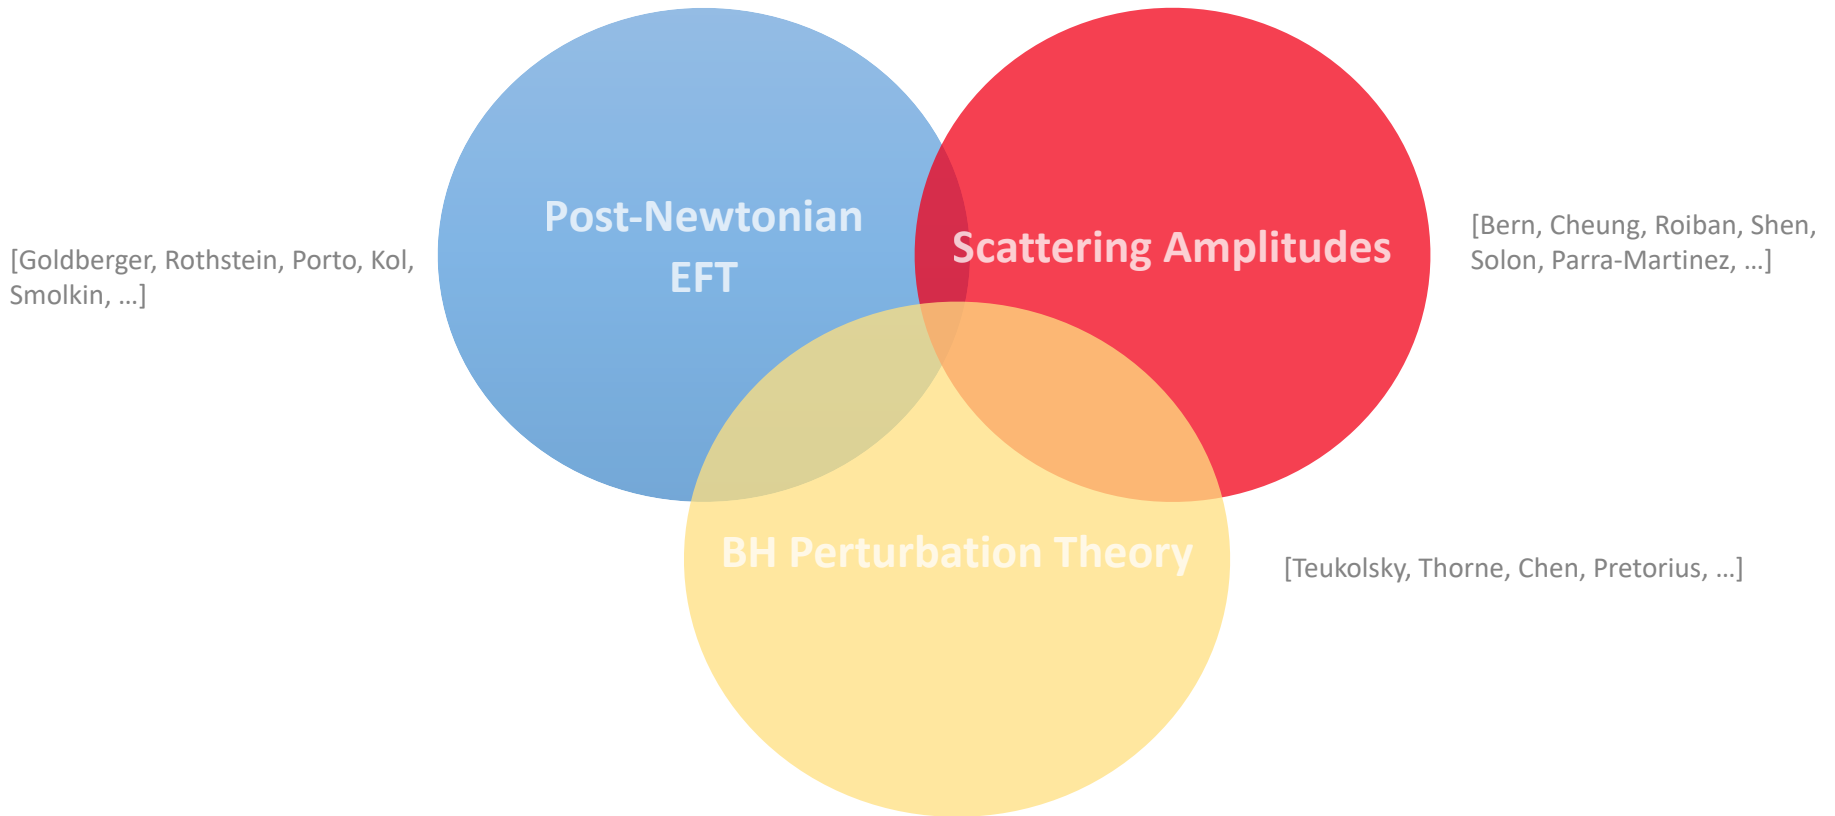 Post-Newtonian
EFT
Scattering Amplitudes
[Goldberger, Rothstein, Porto, Kol,
Smolkin, ...]
[Bern, Cheung, Roiban, Shen,
Solon, Parra-Martinez, ...]
BH Perturbation Theory
[Teukolsky, Thorne, Chen, Pretorius, ...]